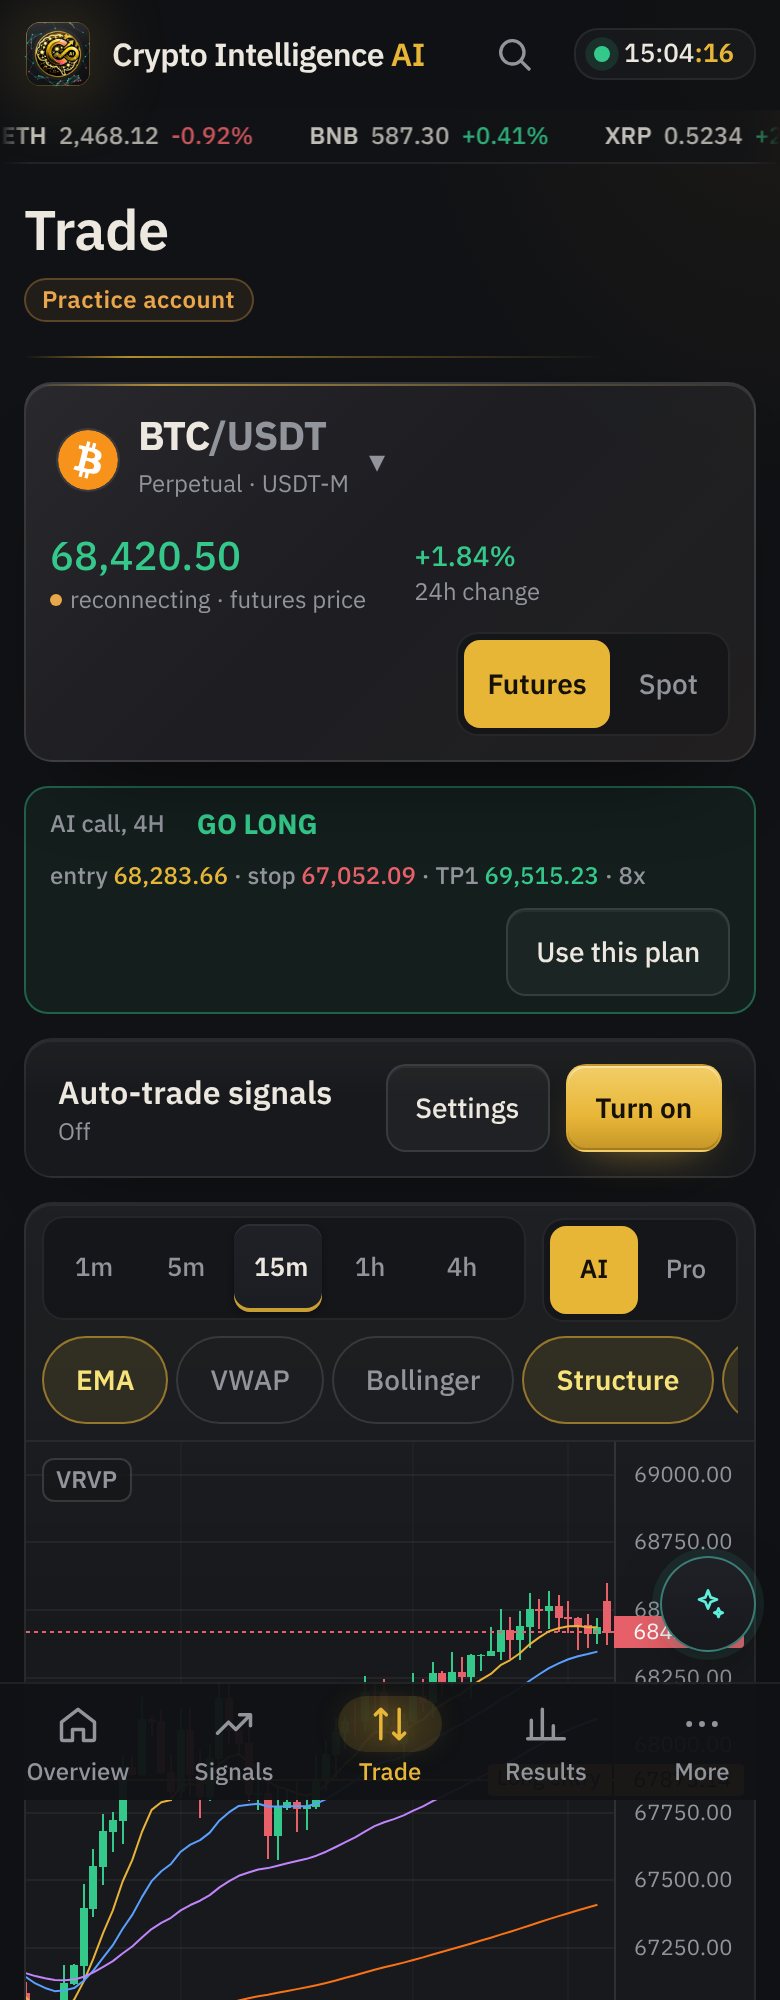 Crypto Intelligence AI 15:04:16
ETH 2,468.12 -0.92% BNB 587.30 +0.41% XRP 0.5234
Trade
Practice account
BTC/USDT
Perpetual · USDT-M
▼
68,420.50 +1.84%
reconnecting · futures price 24h change
Futures Spot
AI call, 4H GO LONG
entry 68,283.66 · stop 67,052.09 · TP1 69,515.23 · 8x
Use this plan
Auto-trade signals
Off
Settings Turn on
1m 5m 15m 1h 4h AI Pro
EMA VWAP Bollinger Structure
VRVP
69000.00
68750.00
68250.00
68000.00
Overview Signals Trade Results More
67750.00
67500.00
67250.00